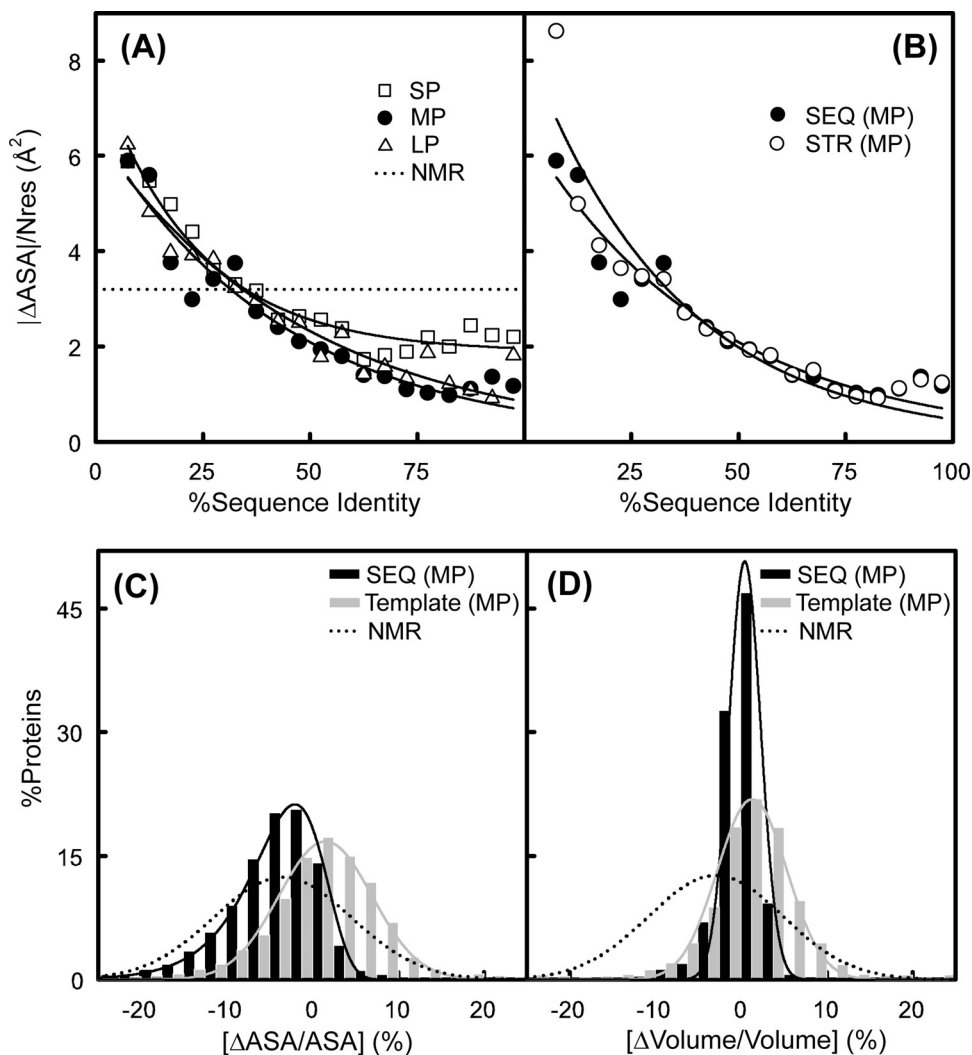 (A)
SP
MP
LP
NMR
|ΔASA|/Nres (Å²)
8
6
4
2
0
0 25 50 75
%Sequence Identity
(B)
SEQ (MP)
STR (MP)
25 50 75 100
%Sequence Identity
(C)
SEQ (MP)
Template (MP)
NMR
%Proteins
45
30
15
0
-20 -10 0 10 20
[ΔASA/ASA] (%)
(D)
SEQ (MP)
Template (MP)
NMR
-20 -10 0 10 20
[ΔVolume/Volume] (%)